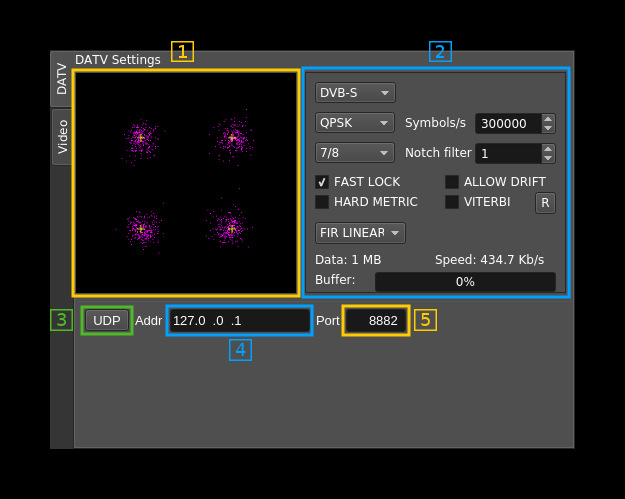 1
2
DATV Settings
DATV
Video
DVB-S
QPSK Symbols/s 300000
7/8 Notch filter 1
FAST LOCK ALLOW DRIFT
HARD METRIC VITERBI R
FIR LINEAR
Data: 1 MB Speed: 434.7 Kb/s
Buffer: 0%
3 UDP Addr 127.0 .0 .1 Port 8882 5
4